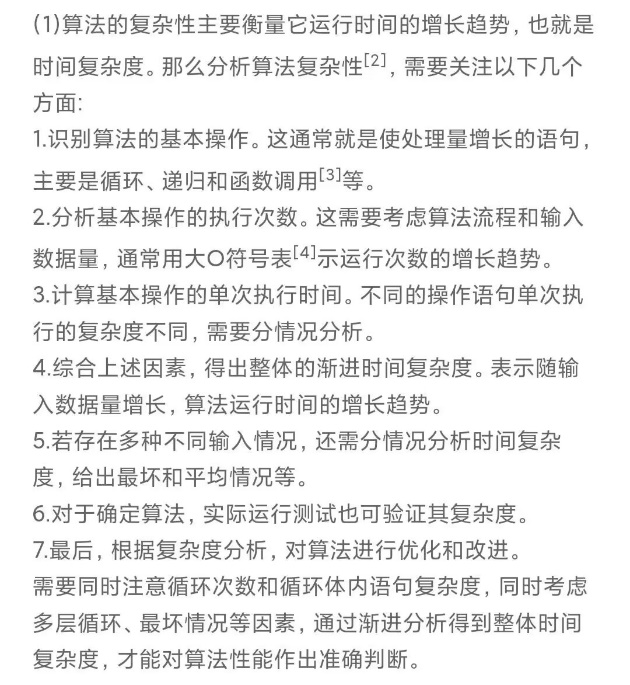 (1)算法的复杂性主要衡量它运行时间的增长趋势，也就是
时间复杂度。那么分析算法复杂性[2]，需要关注以下几个
方面:
1.识别算法的基本操作。这通常就是使处理量增长的语句，
主要是循环、递归和函数调用[3]等。
2.分析基本操作的执行次数。这需要考虑算法流程和输入
数据量，通常用大O符号表[4]示运行次数的增长趋势。
3.计算基本操作的单次执行时间。不同的操作语句单次执
行的复杂度不同，需要分情况分析。
4.综合上述因素，得出整体的渐进时间复杂度。表示随输
入数据量增长，算法运行时间的增长趋势。
5.若存在多种不同输入情况，还需分情况分析时间复杂
度，给出最坏和平均情况等。
6.对于确定算法，实际运行测试也可验证其复杂度。
7.最后，根据复杂度分析，对算法进行优化和改进。
需要同时注意循环次数和循环体内语句复杂度，同时考虑
多层循环、最坏情况等因素，通过渐进分析得到整体时间
复杂度，才能对算法性能作出准确判断。